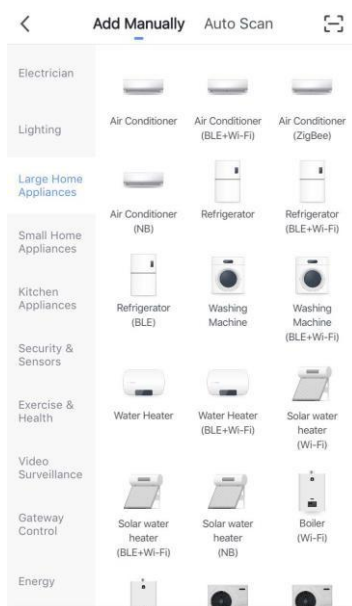 Add Manually Auto Scan
Electrician
Lighting
Large Home
Appliances
Small Home
Appliances
Kitchen
Appliances
Security &
Sensors
Exercise &
Health
Video
Surveillance
Gateway
Control
Energy
Air Conditioner
Air Conditioner
(BLE+Wi-Fi)
Air Conditioner
(ZigBee)
Air Conditioner
(NB)
Refrigerator
Refrigerator
(BLE+Wi-Fi)
Refrigerator
(BLE)
Washing
Machine
Washing
Machine
(BLE+Wi-Fi)
Water Heater
Water Heater
(BLE+Wi-Fi)
Solar water
heater
(Wi-Fi)
Solar water
heater
(BLE+Wi-Fi)
Solar water
heater
(NB)
Boiler
(Wi-Fi)